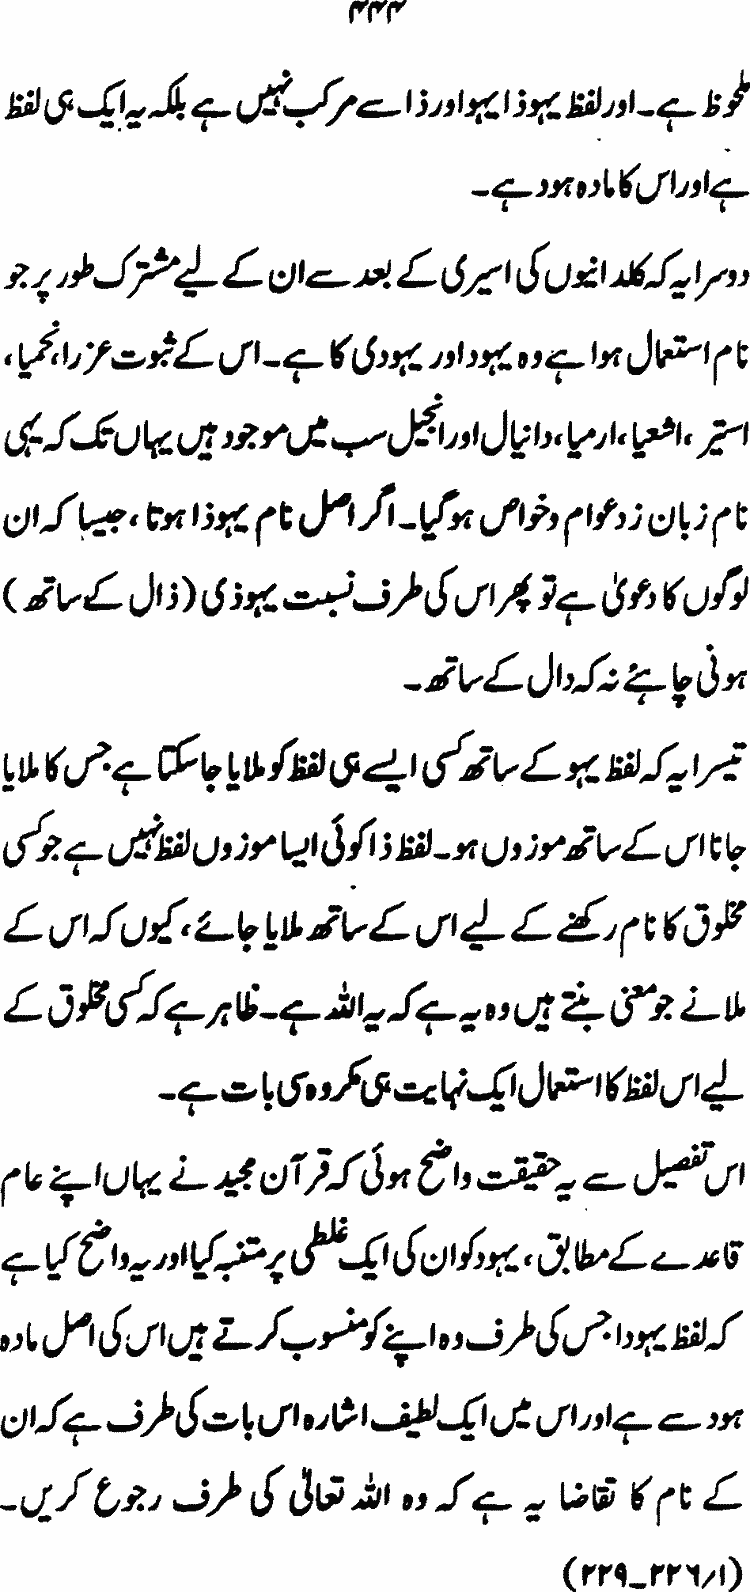 ۴۴۴
ملحوظ ہے۔ اور لفظ یہوذا یہو اور ذا سے مرکب نہیں ہے بلکہ یہ ایک ہی لفظ
ہے اور اس کا مادہ ہود ہے۔
دوسرا یہ کہ کلدانیوں کی اسیری کے بعد سے ان کے لیے مشترک طور پر جو
نام استعمال ہوا ہے وہ یہود اور یہودی کا ہے۔ اس کے ثبوت عزرا، نحمیا،
استیر، اشعیا، ارمیا، دانیال اور انجیل سب میں موجود ہیں یہاں تک کہ یہی
نام زبان زد عوام و خواص ہو گیا۔ اگر اصل نام یہوذا ہوتا، جیسا کہ ان
لوگوں کا دعویٰ ہے تو پھر اس کی طرف نسبت یہوذی (ذال کے ساتھ)
ہونی چاہئے نہ کہ دال کے ساتھ۔
تیسرا یہ کہ لفظ یہو کے ساتھ کسی ایسے ہی لفظ کو ملایا جا سکتا ہے جس کا ملایا
جانا اس کے ساتھ موزوں ہو۔ لفظ ذا کوئی ایسا موزوں لفظ نہیں ہے جو کسی
مخلوق کا نام رکھنے کے لیے اس کے ساتھ ملایا جائے، کیوں کہ اس کے
ملانے جو معنی بنتے ہیں وہ یہ ہے کہ یہ اللہ ہے۔ ظاہر ہے کہ کسی مخلوق کے
لیے اس لفظ کا استعمال ایک نہایت ہی مکروہ سی بات ہے۔
اس تفصیل سے یہ حقیقت واضح ہوئی کہ قرآن مجید نے یہاں اپنے عام
قاعدے کے مطابق، یہود کو ان کی ایک غلطی پر متنبہ کیا اور یہ واضح کیا ہے
کہ لفظ یہودا جس کی طرف وہ اپنے کو منسوب کرتے ہیں اس کی اصل مادہ
ہود سے ہے اور اس میں ایک لطیف اشارہ اس بات کی طرف ہے کہ ان
کے نام کا تقاضا یہ ہے کہ وہ اللہ تعالیٰ کی طرف رجوع کریں۔
(۱/۲۲۶۔۲۲۹)